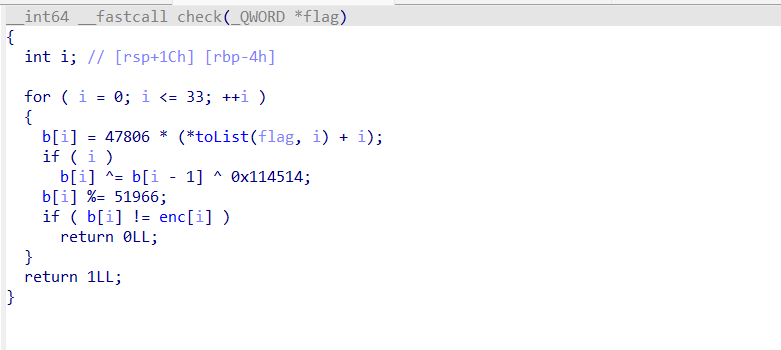 __int64 __fastcall check(_QWORD *flag)
{
  int i; // [rsp+1Ch] [rbp-4h]

  for ( i = 0; i <= 33; ++i )
  {
    b[i] = 47806 * (*toList(flag, i) + i);
    if ( i )
      b[i] ^= b[i - 1] ^ 0x114514;
    b[i] %= 51966;
    if ( b[i] != enc[i] )
      return 0LL;
  }
  return 1LL;
}